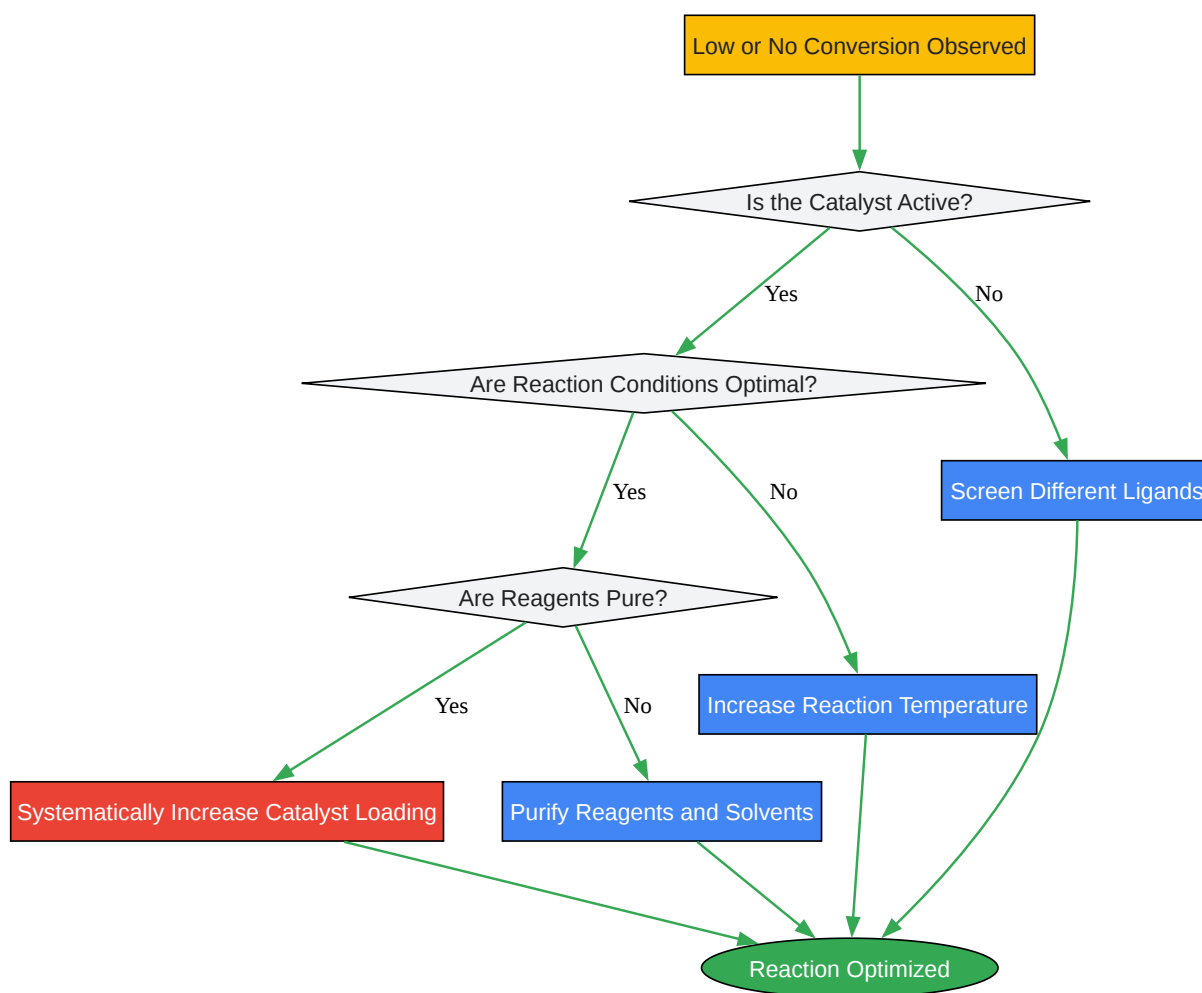 Low or No Conversion Observed
Is the Catalyst Active?
Yes
No
Are Reaction Conditions Optimal?
Yes
No
Screen Different Ligands
Are Reagents Pure?
Yes
No
Increase Reaction Temperature
Systematically Increase Catalyst Loading
Purify Reagents and Solvents
Reaction Optimized